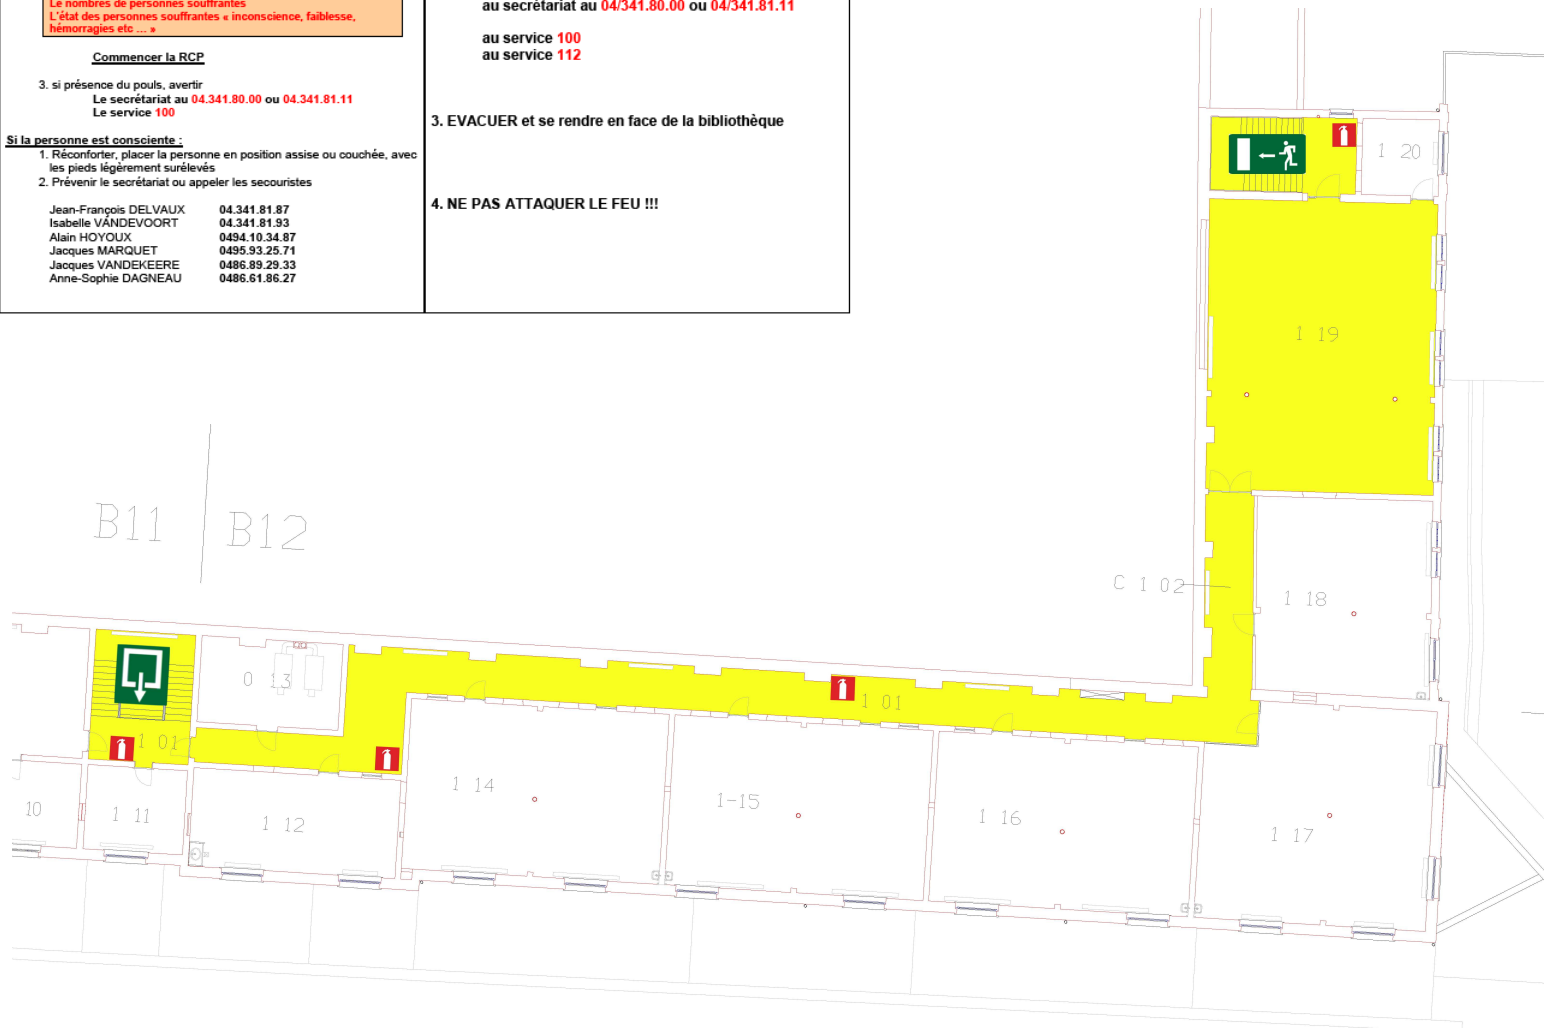 Le nombres de personnes souffrantes
L'état des personnes souffrantes « inconscience, faiblesse,
hémorragies etc ... »
Commencer la RCP
3. si présence du pouls, avertir
Le secrétariat au 04.341.80.00 ou 04.341.81.11
Le service 100
Si la personne est consciente :
1. Réconforter, placer la personne en position assise ou couchée, avec
les pieds légèrement surélevés
2. Prévenir le secrétariat ou appeler les secouristes
Jean-François DELVAUX 04.341.81.87
Isabelle VANDEVOORT 04.341.81.93
Alain HOYOUX 0494.10.34.87
Jacques MARQUET 0495.93.25.71
Jacques VANDEKEERE 0486.89.29.33
Anne-Sophie DAGNEAU 0486.61.86.27
au secrétariat au 04/341.80.00 ou 04/341.81.11
au service 100
au service 112
3. EVACUER et se rendre en face de la bibliothèque
4. NE PAS ATTAQUER LE FEU !!!
1 20
1 19
B11
B12
C 1 02
1 18
0 13
1 01
1 01
10
1 11
1 12
1 14
1-15
1 16
1 17